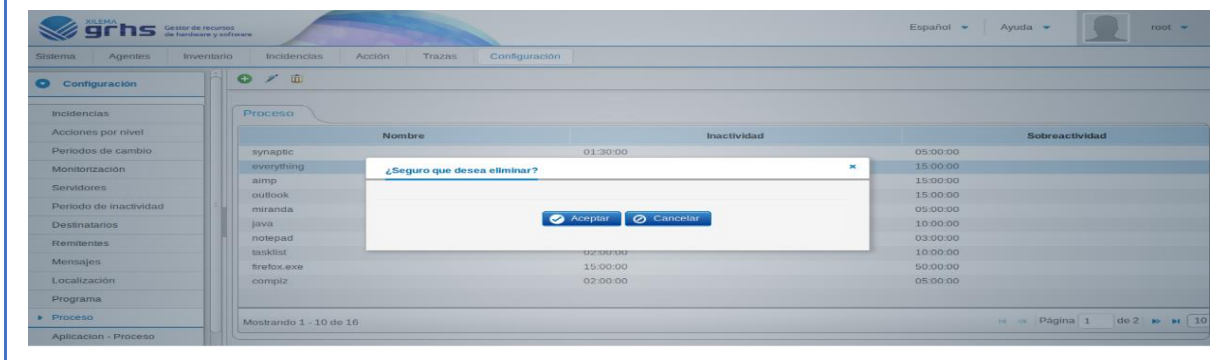 XILEMA
grhs Gestor de recursos
de hardware y software
Español Ayuda root
Sistema Agentes Inventario Incidencias Acción Trazas Configuración
Configuración
Incidencias
Acciones por nivel
Periodos de cambio
Monitorización
Servidores
Periodo de inactividad
Destinatarios
Remitentes
Mensajes
Localización
Programa
Proceso
Aplicacion - Proceso
Proceso
Nombre Inactividad Sobreactividad
synaptic 01:30:00 05:00:00
everything 15:00:00
aimp 15:00:00
outlook 15:00:00
miranda 05:00:00
java 10:00:00
notepad 03:00:00
tasklist 02:00:00 10:00:00
firefox.exe 15:00:00 50:00:00
compiz 02:00:00 05:00:00
¿Seguro que desea eliminar?
Aceptar Cancelar
Mostrando 1 - 10 de 16
Página 1 de 2 10